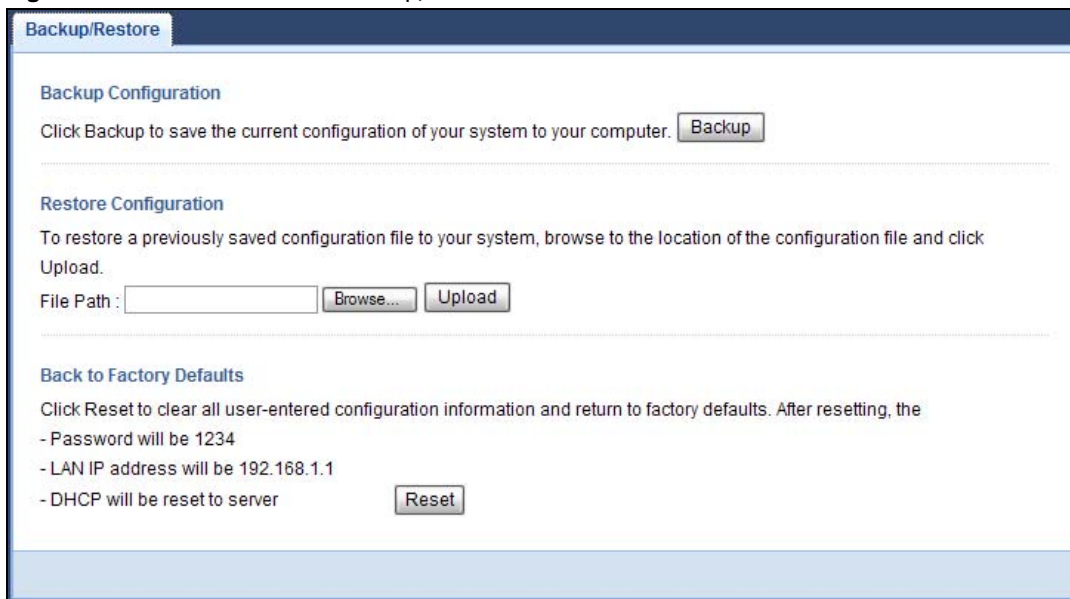 Backup/Restore
Backup Configuration
Click Backup to save the current configuration of your system to your computer. Backup
Restore Configuration
To restore a previously saved configuration file to your system, browse to the location of the configuration file and click
Upload.
File Path : Browse... Upload
Back to Factory Defaults
Click Reset to clear all user-entered configuration information and return to factory defaults. After resetting, the
- Password will be 1234
- LAN IP address will be 192.168.1.1
- DHCP will be reset to server Reset